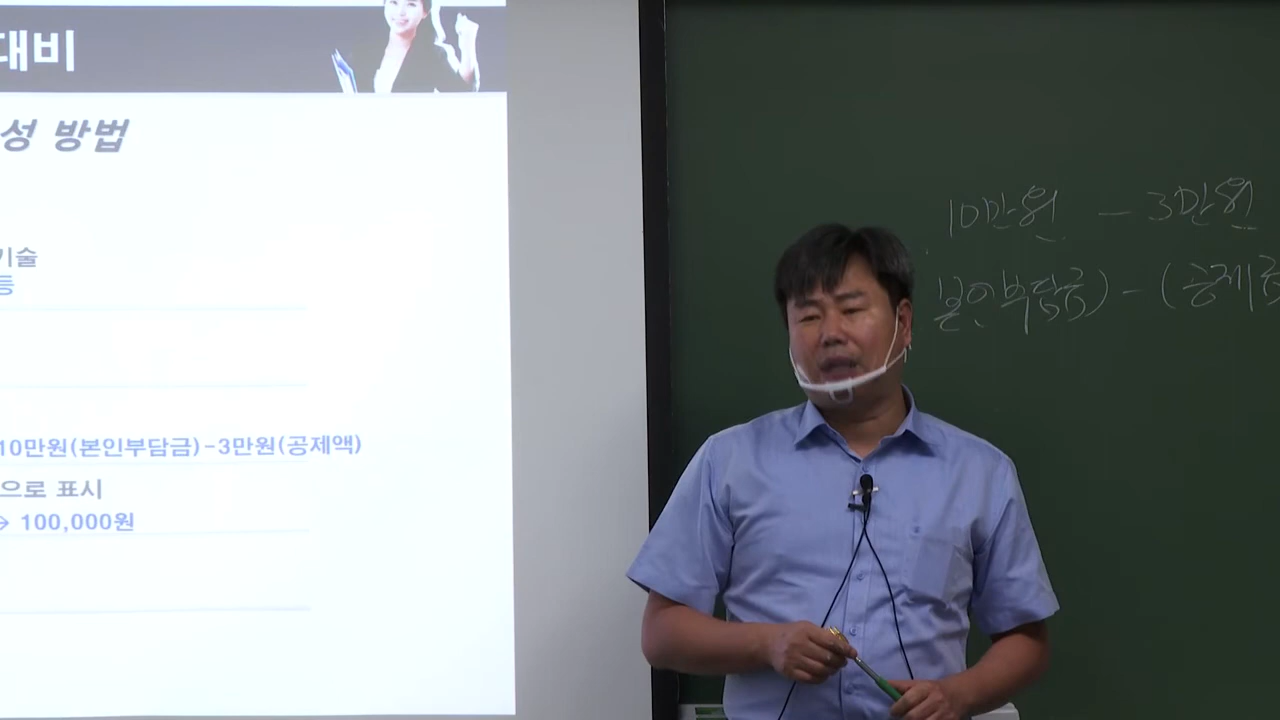 대비
성 방법
기술
등
10만원(본인부담금)-3만원(공제액)
으로 표시
→ 100,000원
10만원 - 3만원
본인부담금) - (공제금